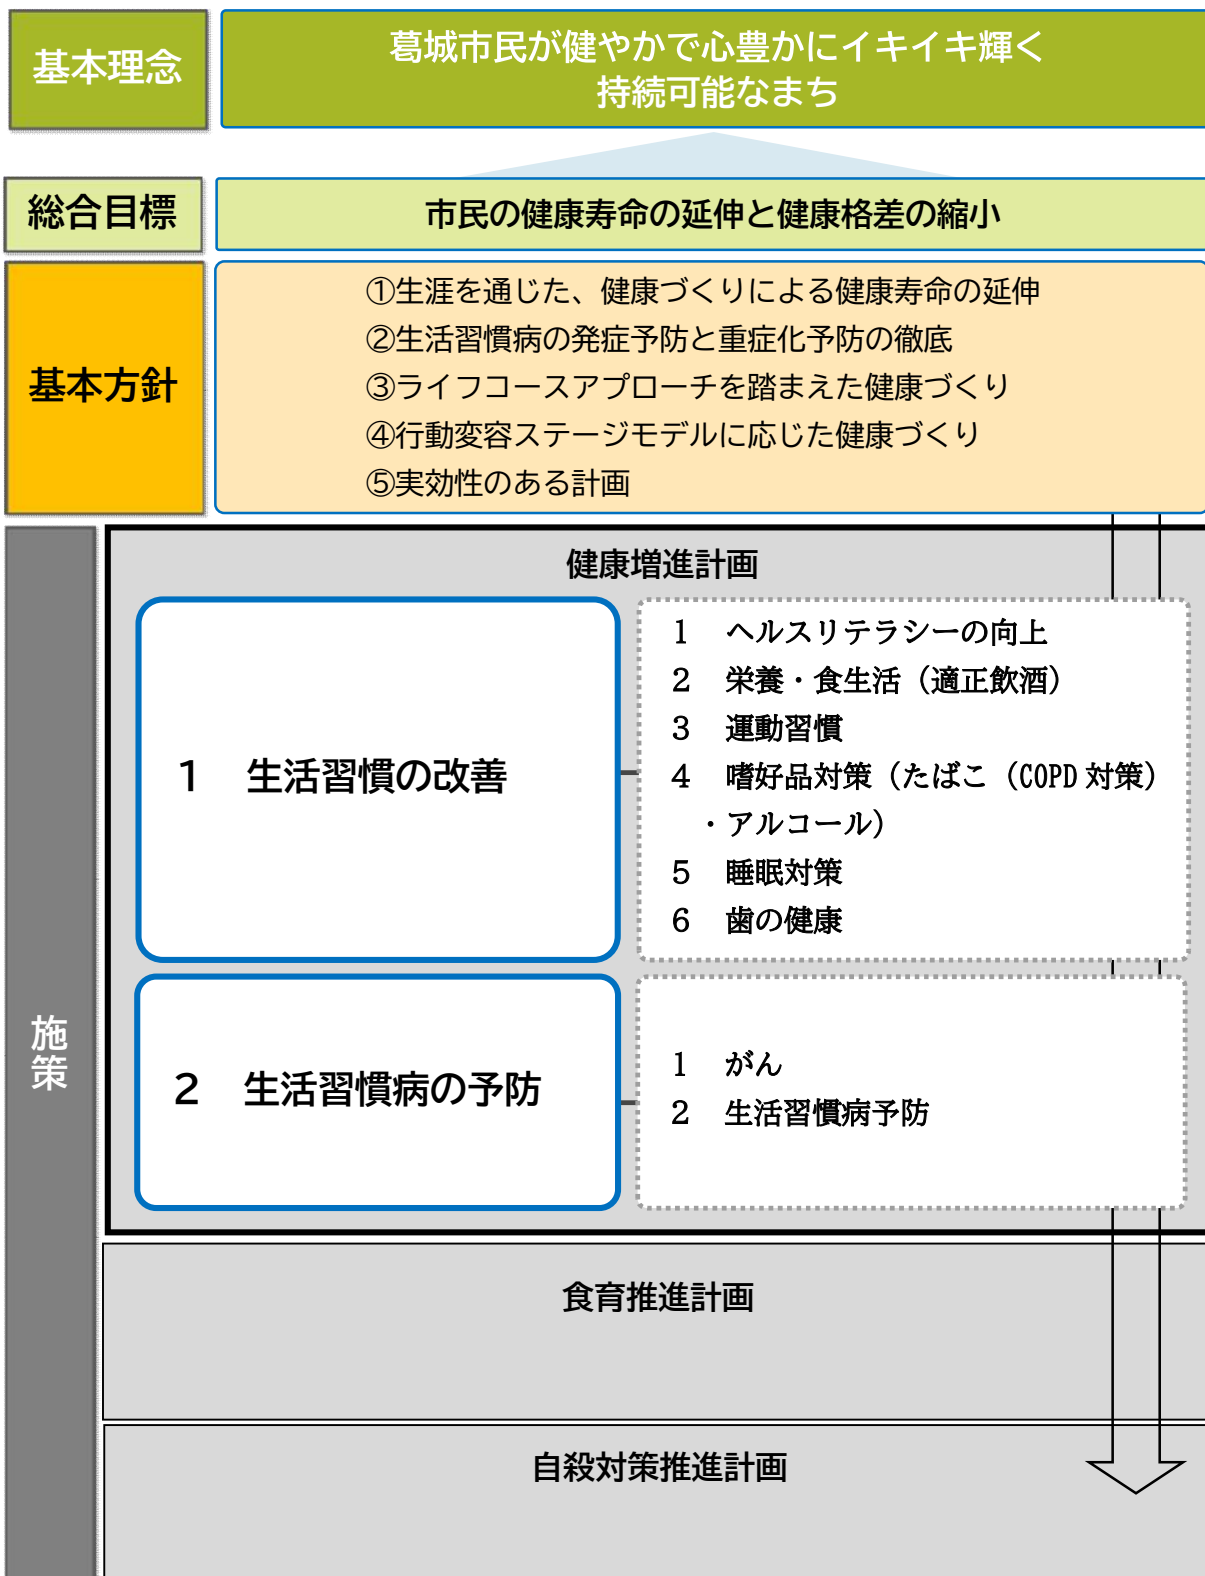 基本理念
葛城市民が健やかで心豊かにイキイキ輝く
持続可能なまち
総合目標
市民の健康寿命の延伸と健康格差の縮小
基本方針
①生涯を通じた、健康づくりによる健康寿命の延伸
②生活習慣病の発症予防と重症化予防の徹底
③ライフコースアプローチを踏まえた健康づくり
④行動変容ステージモデルに応じた健康づくり
⑤実効性のある計画
施策
健康増進計画
1　生活習慣の改善
1　ヘルスリテラシーの向上
2　栄養・食生活（適正飲酒）
3　運動習慣
4　嗜好品対策（たばこ（COPD対策）
・アルコール）
5　睡眠対策
6　歯の健康
2　生活習慣病の予防
1　がん
2　生活習慣病予防
食育推進計画
自殺対策推進計画